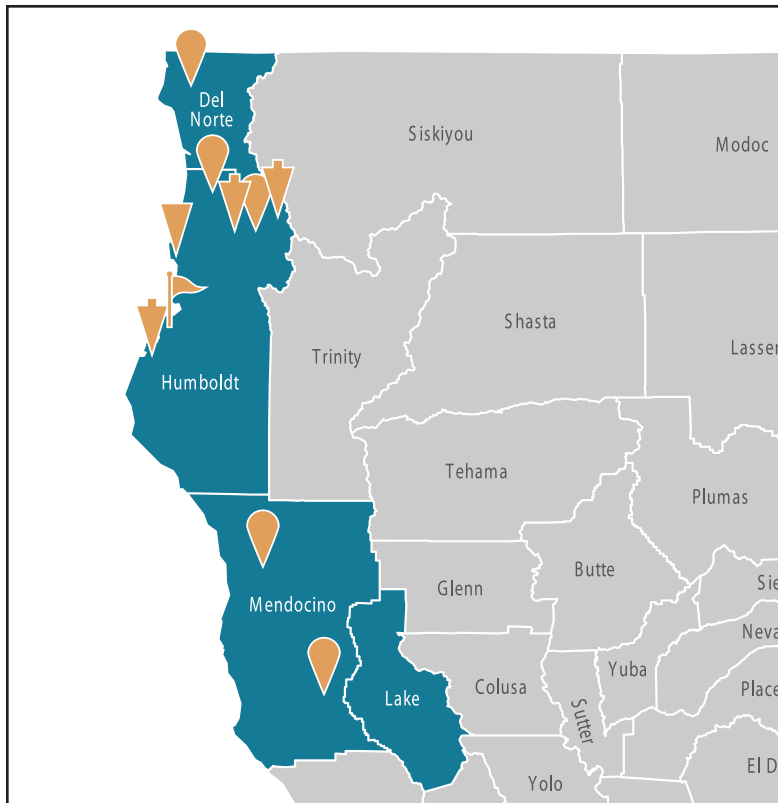 Del
Norte
Siskiyou
Modoc
Shasta
Lassen
Trinity
Humboldt
Tehama
Plumas
Butte
Glenn
Sie
Mendocino
Neva
Yuba
Colusa
Place
Lake
Sutter
El D
Yolo